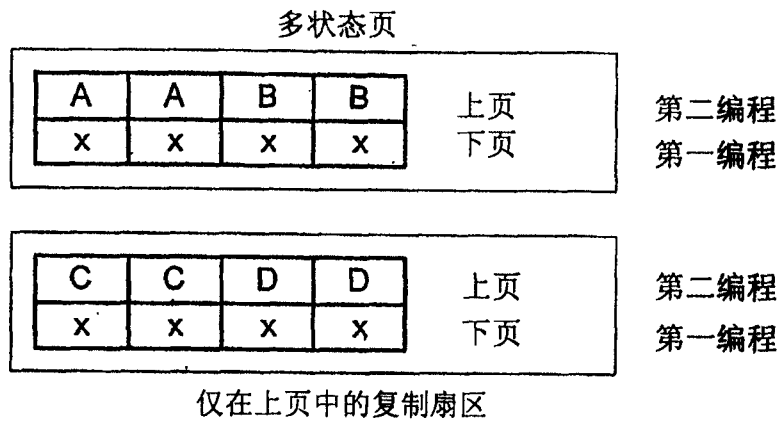 多状态页
A A B B 上页 第二编程
x x x x 下页 第一编程
C C D D 上页 第二编程
x x x x 下页 第一编程
仅在上页中的复制扇区